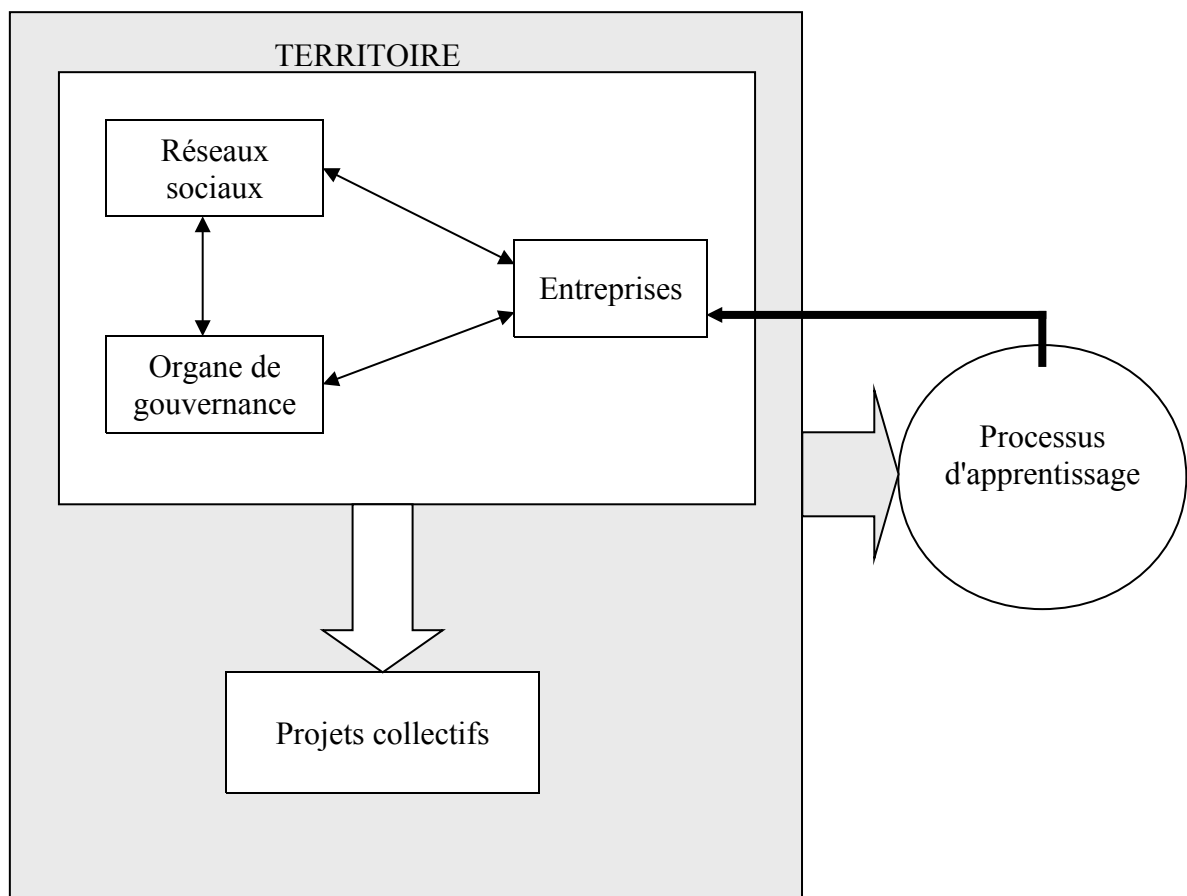 TERRITOIRE
Réseaux
sociaux
Entreprises
Organe de
gouvernance
Processus
d'apprentissage
Projets collectifs